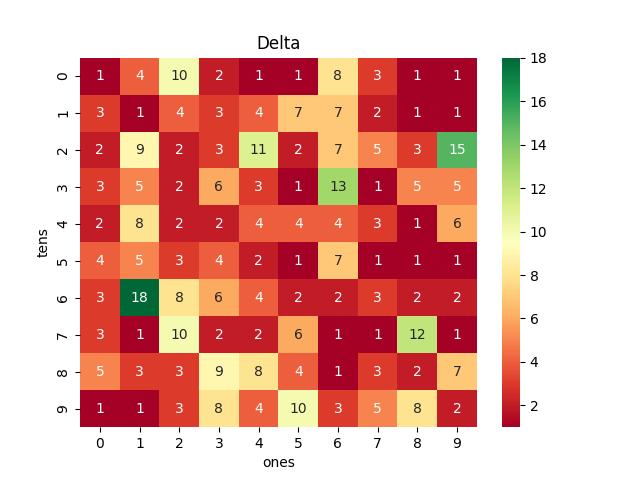 Delta
0 1 4 10 2 1 1 8 3 1 1
1 3 1 4 3 4 7 7 2 1 1
2 2 9 2 3 11 2 7 5 3 15
3 3 5 2 6 3 1 13 1 5 5
4 2 8 2 2 4 4 4 3 1 6
5 4 5 3 4 2 1 7 1 1 1
6 3 18 8 6 4 2 2 3 2 2
7 3 1 10 2 2 6 1 1 12 1
8 5 3 3 9 8 4 1 3 2 7
9 1 1 3 8 4 10 3 5 8 2
0 1 2 3 4 5 6 7 8 9
ones
tens
18
16
14
12
10
8
6
4
2